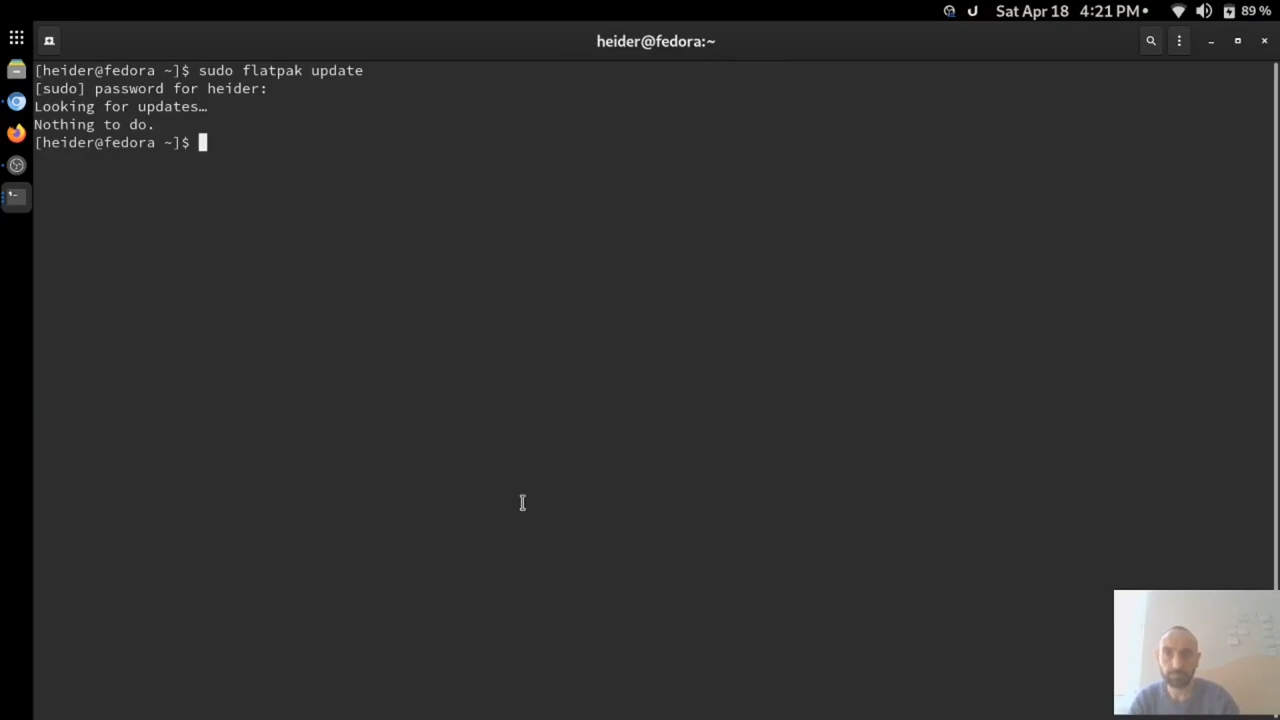 Sat Apr 18 4:21 PM
89 %
heider@fedora:~
[heider@fedora ~]$ sudo flatpak update
[sudo] password for heider:
Looking for updates…
Nothing to do.
[heider@fedora ~]$